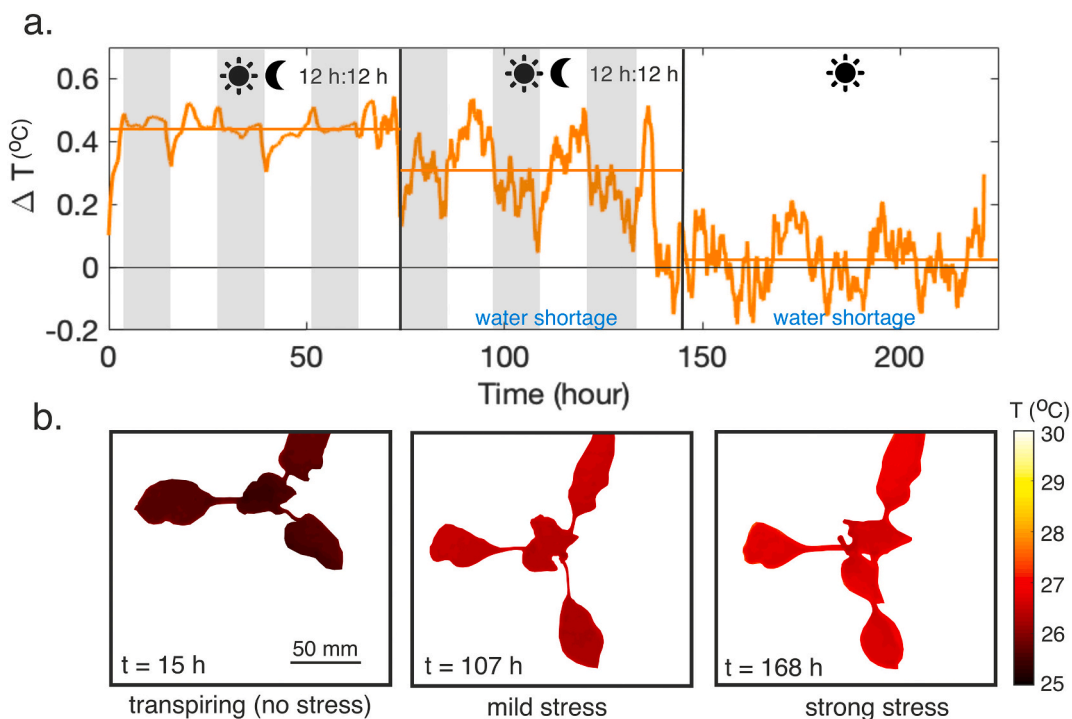 a.
12 h:12 h
12 h:12 h
0.6
0.4
0.2
0
-0.2
Δ T (ºC)
water shortage
water shortage
0
50
100
150
200
Time (hour)
b.
T (ºC)
30
29
28
27
26
25
t = 15 h
50 mm
t = 107 h
t = 168 h
transpiring (no stress)
mild stress
strong stress